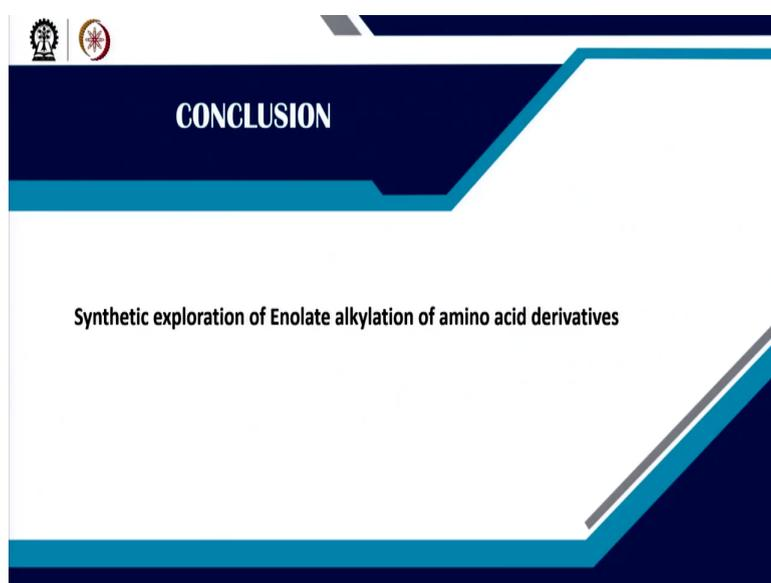 CONCLUSION
Synthetic exploration of Enolate alkylation of amino acid derivatives